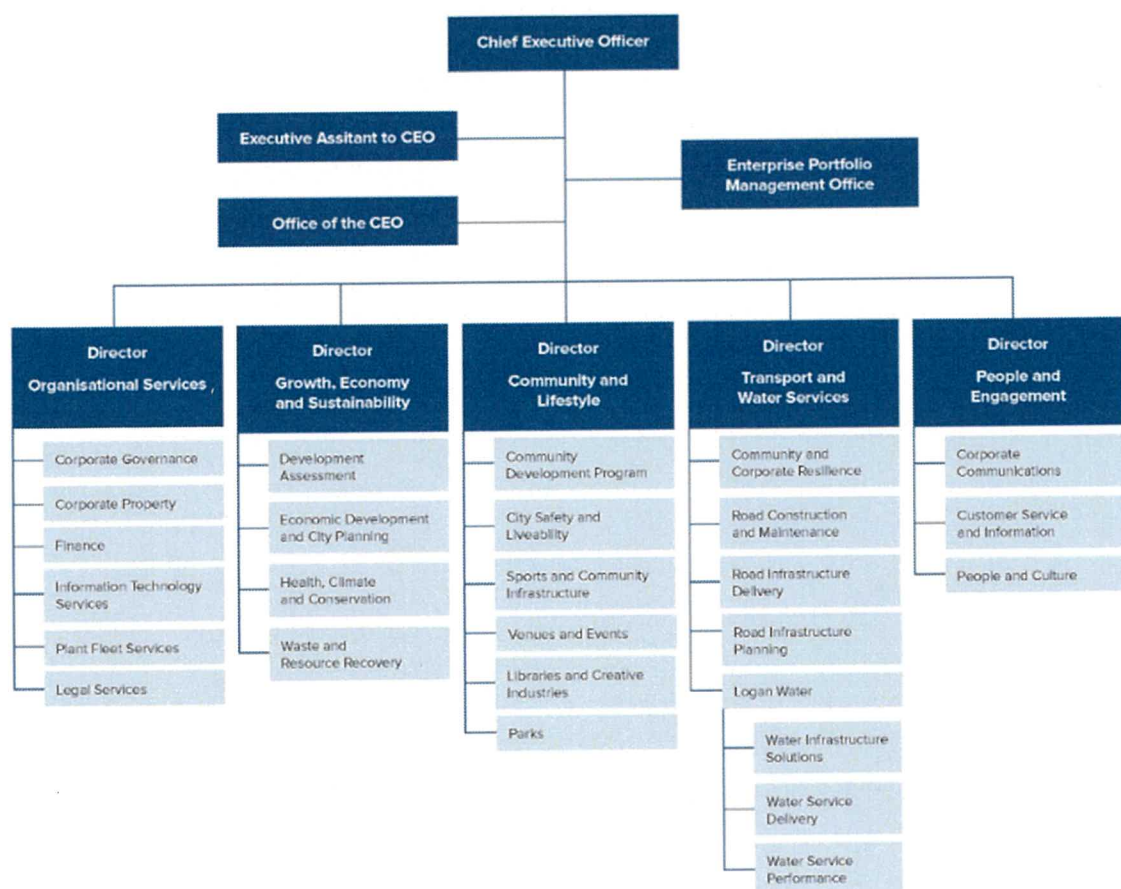 Chief Executive Officer
Executive Assitant to CEO
Enterprise Portfolio
Management Office
Office of the CEO
Director
Organisational Services ,
Corporate Governance
Corporate Property
Finance
Information Technology
Services
Plant Fleet Services
Legal Services
Director
Growth, Economy
and Sustainability
Development
Assessment
Economic Development
and City Planning
Health, Climate
and Conservation
Waste and
Resource Recovery
Director
Community and
Lifestyle
Community
Development Program
City Safety and
Liveability
Sports and Community
Infrastructure
Venues and Events
Libraries and Creative
Industries
Parks
Director
Transport and
Water Services
Community and
Corporate Resilience
Road Construction
and Maintenance
Road Infrastructure
Delivery
Road Infrastructure
Planning
Logan Water
Water Infrastructure
Solutions
Water Service
Delivery
Water Service
Performance
Director
People and
Engagement
Corporate
Communications
Customer Service
and Information
People and Culture